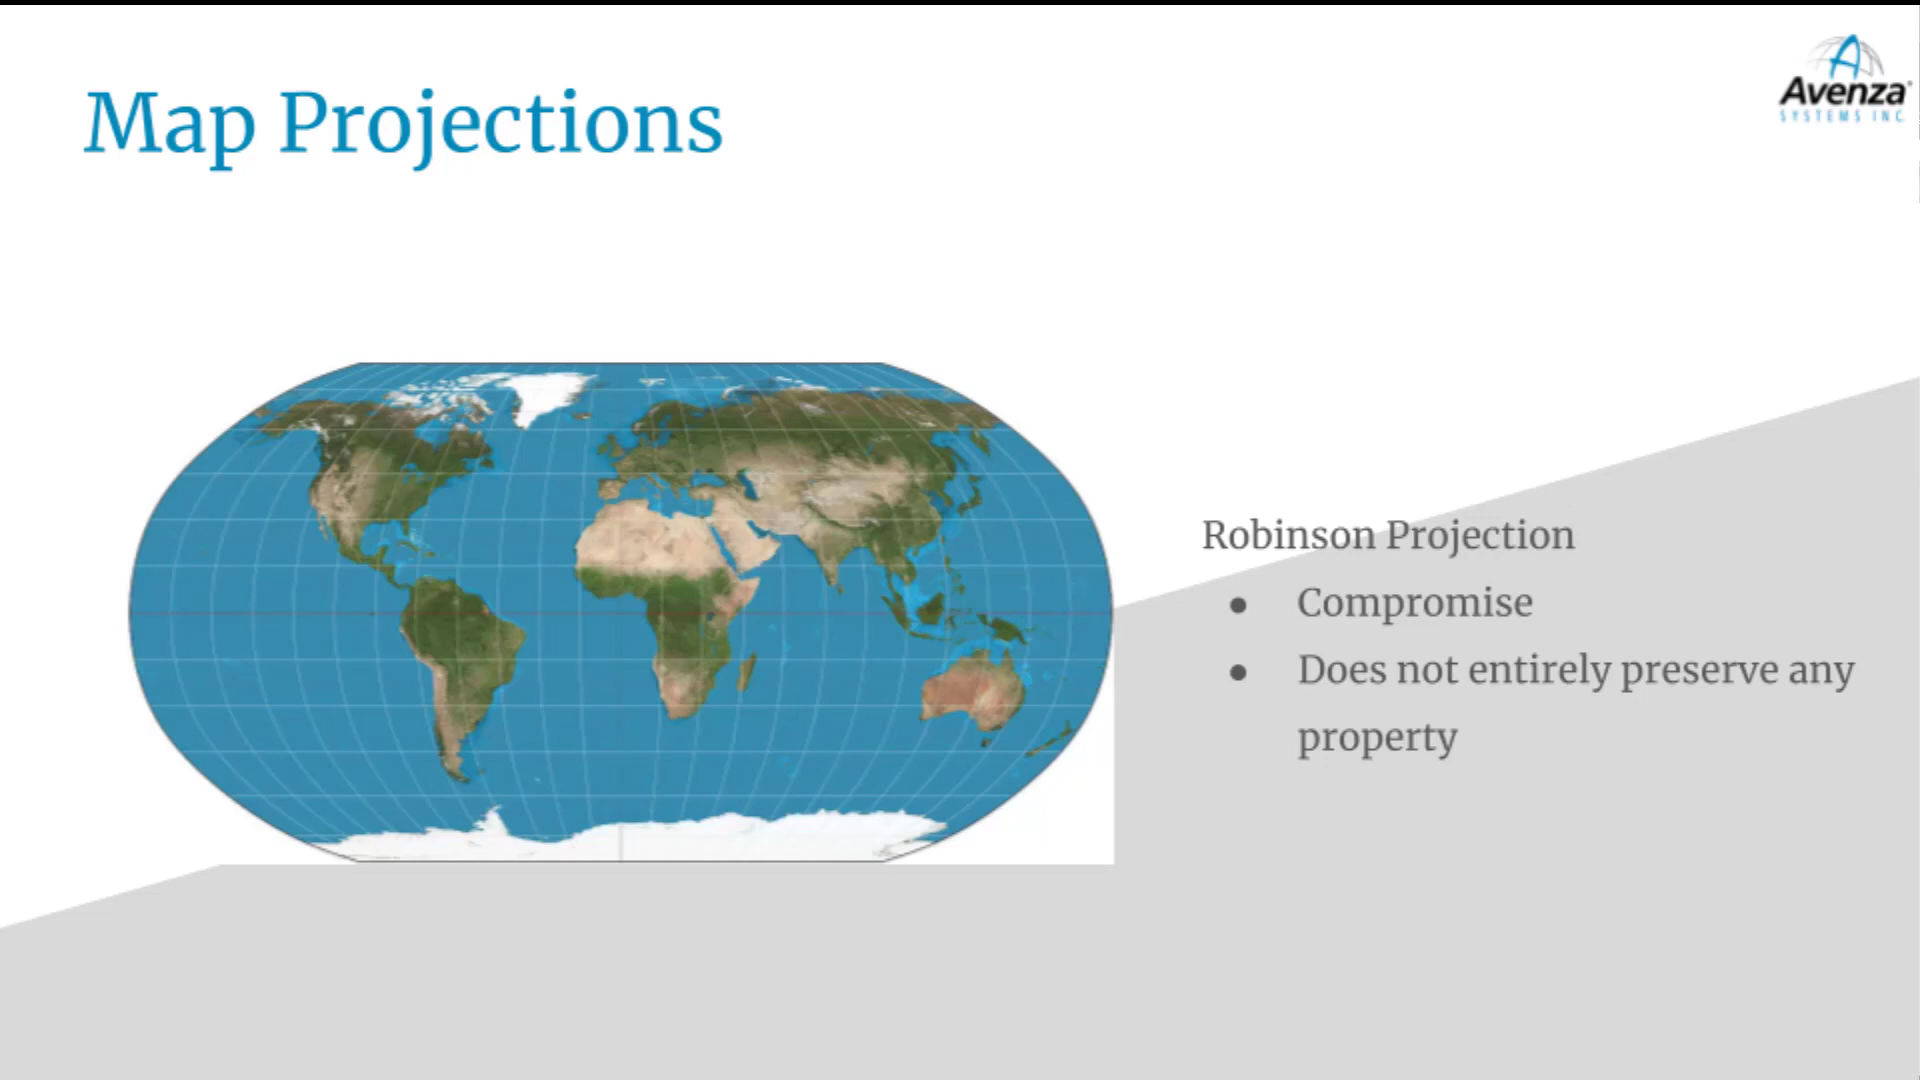 Map Projections
Avenza
SYSTEMS INC.
Robinson Projection
● Compromise
● Does not entirely preserve any
property